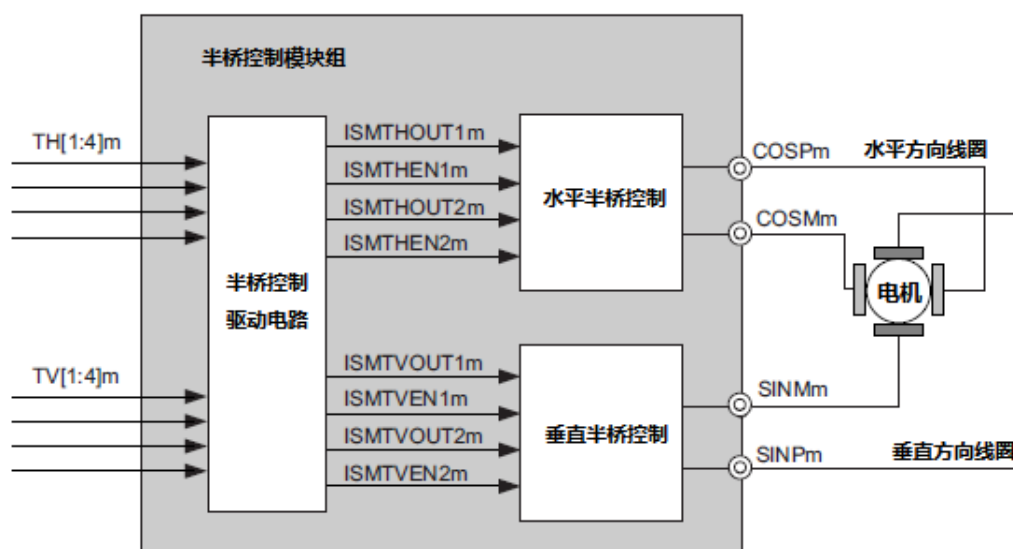 半桥控制模块组
TH[1:4]m
ISMTHOUT1m
ISMTHEN1m
ISMTHOUT2m
ISMTHEN2m
水平半桥控制
COSPm
水平方向线圈
COSMm
半桥控制
驱动电路
电机
TV[1:4]m
ISMTVOUT1m
ISMTVEN1m
ISMTVOUT2m
ISMTVEN2m
垂直半桥控制
SINMm
SINPm
垂直方向线圈